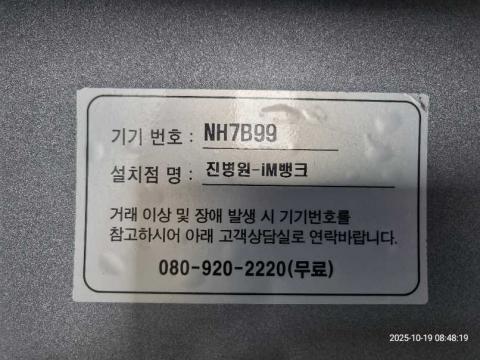 기기 번호 : NH7B99
설치점 명 : 진병원-iM뱅크
거래 이상 및 장애 발생 시 기기번호를
참고하시어 아래 고객상담실로 연락바랍니다.
080-920-2220(무료)
2025-10-19 08:48:19